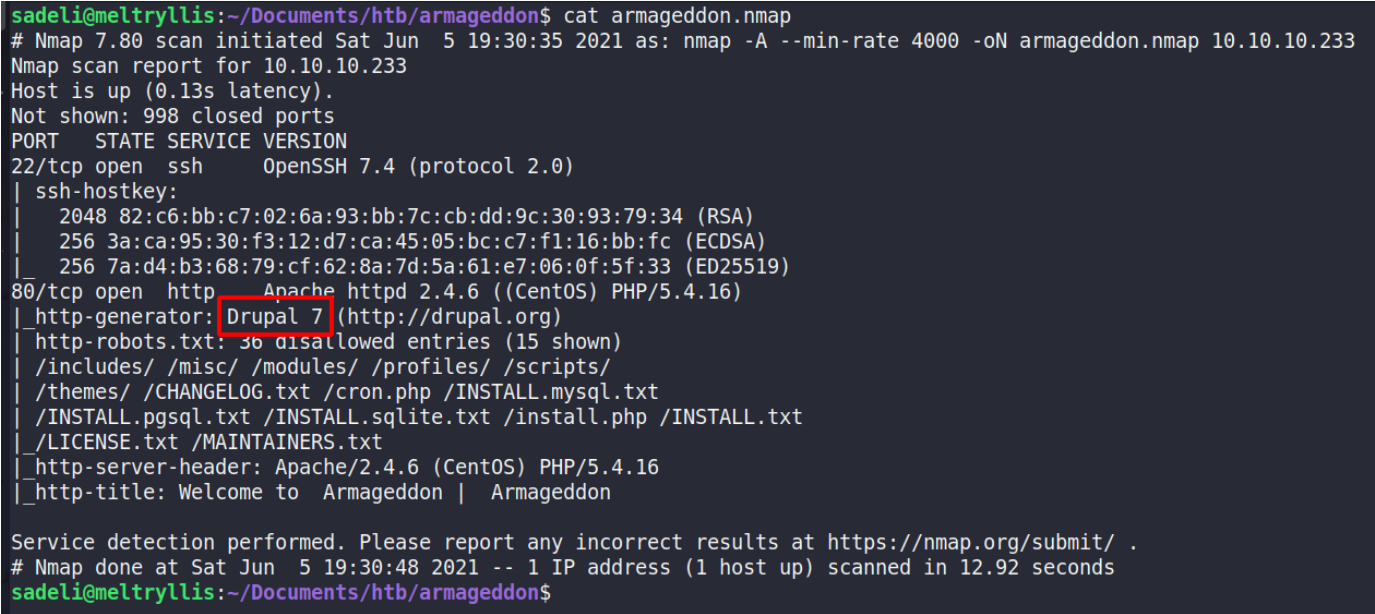 sadeli@meltryllis:~/Documents/htb/armageddon$ cat armageddon.nmap
# Nmap 7.80 scan initiated Sat Jun  5 19:30:35 2021 as: nmap -A --min-rate 4000 -oN armageddon.nmap 10.10.10.233
Nmap scan report for 10.10.10.233
Host is up (0.13s latency).
Not shown: 998 closed ports
PORT   STATE SERVICE VERSION
22/tcp open  ssh     OpenSSH 7.4 (protocol 2.0)
| ssh-hostkey:
|   2048 82:c6:bb:c7:02:6a:93:bb:7c:cb:dd:9c:30:93:79:34 (RSA)
|   256 3a:ca:95:30:f3:12:d7:ca:45:05:bc:c7:f1:16:bb:fc (ECDSA)
|_  256 7a:d4:b3:68:79:cf:62:8a:7d:5a:61:e7:06:0f:5f:33 (ED25519)
80/tcp open  http    Apache httpd 2.4.6 ((CentOS) PHP/5.4.16)
|_http-generator: Drupal 7 (http://drupal.org)
| http-robots.txt: 36 disallowed entries (15 shown)
| /includes/ /misc/ /modules/ /profiles/ /scripts/
| /themes/ /CHANGELOG.txt /cron.php /INSTALL.mysql.txt
| /INSTALL.pgsql.txt /INSTALL.sqlite.txt /install.php /INSTALL.txt
|_/LICENSE.txt /MAINTAINERS.txt
|_http-server-header: Apache/2.4.6 (CentOS) PHP/5.4.16
|_http-title: Welcome to  Armageddon |  Armageddon

Service detection performed. Please report any incorrect results at https://nmap.org/submit/ .
# Nmap done at Sat Jun  5 19:30:48 2021 -- 1 IP address (1 host up) scanned in 12.92 seconds
sadeli@meltryllis:~/Documents/htb/armageddon$